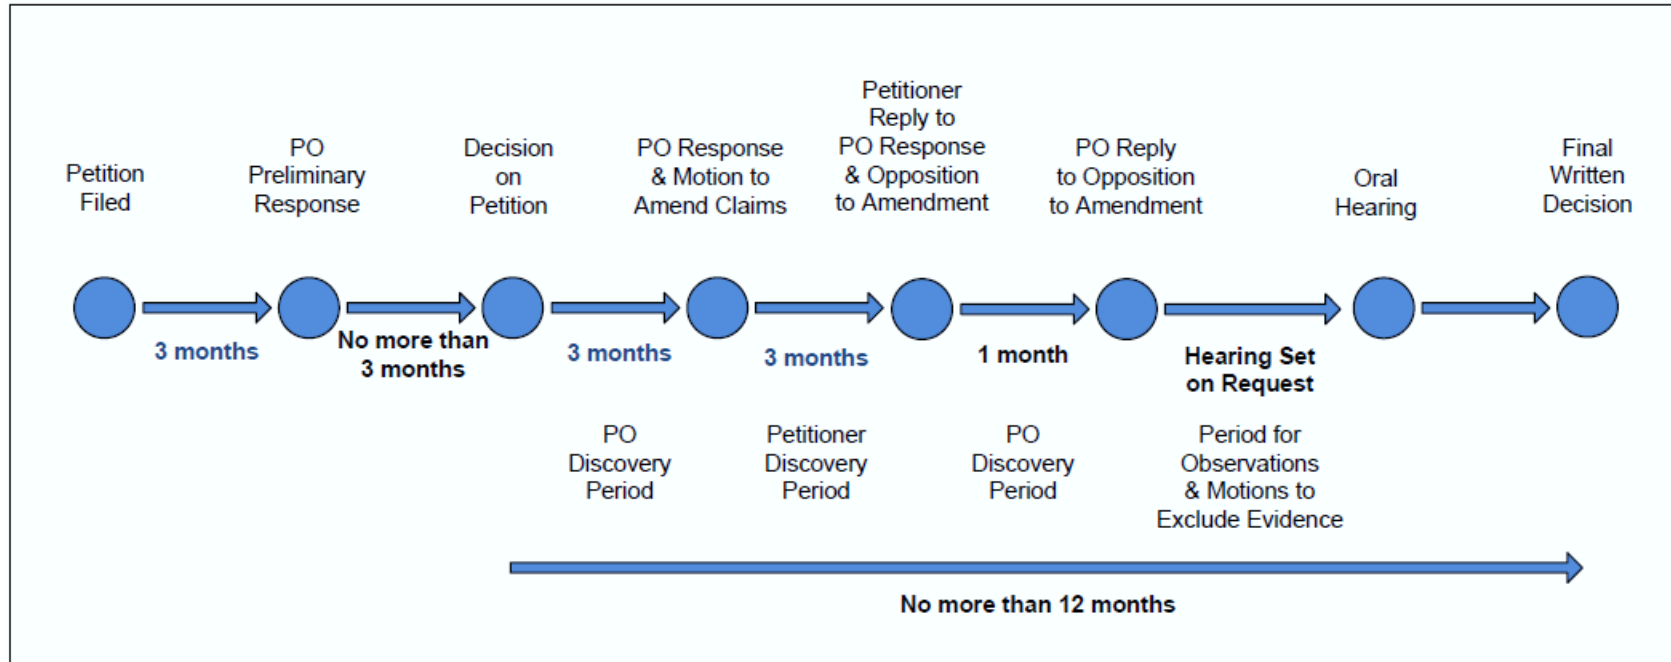 Petition
Filed
PO
Preliminary
Response
Decision
on
Petition
PO Response
& Motion to
Amend Claims
Petitioner
Reply to
PO Response
& Opposition
to Amendment
PO Reply
to Opposition
to Amendment
Oral
Hearing
Final
Written
Decision
3 months
No more than
3 months
3 months
3 months
1 month
Hearing Set
on Request
PO
Discovery
Period
Petitioner
Discovery
Period
PO
Discovery
Period
Period for
Observations
& Motions to
Exclude Evidence
No more than 12 months